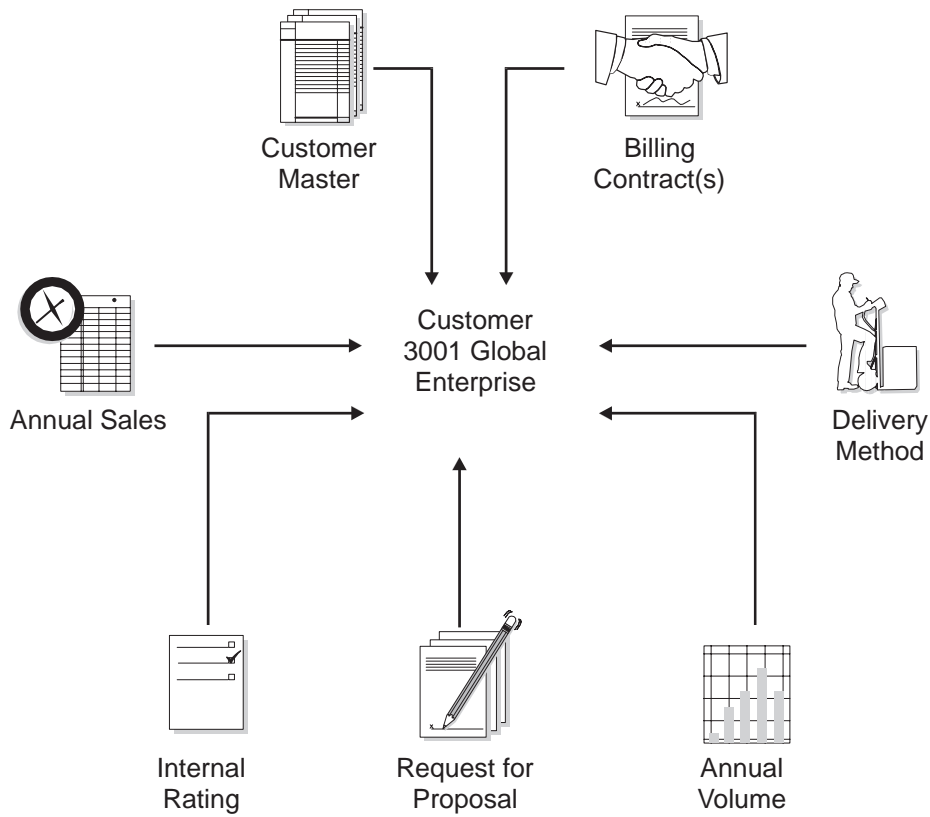 Customer
Master
Billing
Contract(s)
Customer
3001 Global
Enterprise
Annual Sales
Delivery
Method
Internal
Rating
Request for
Proposal
Annual
Volume